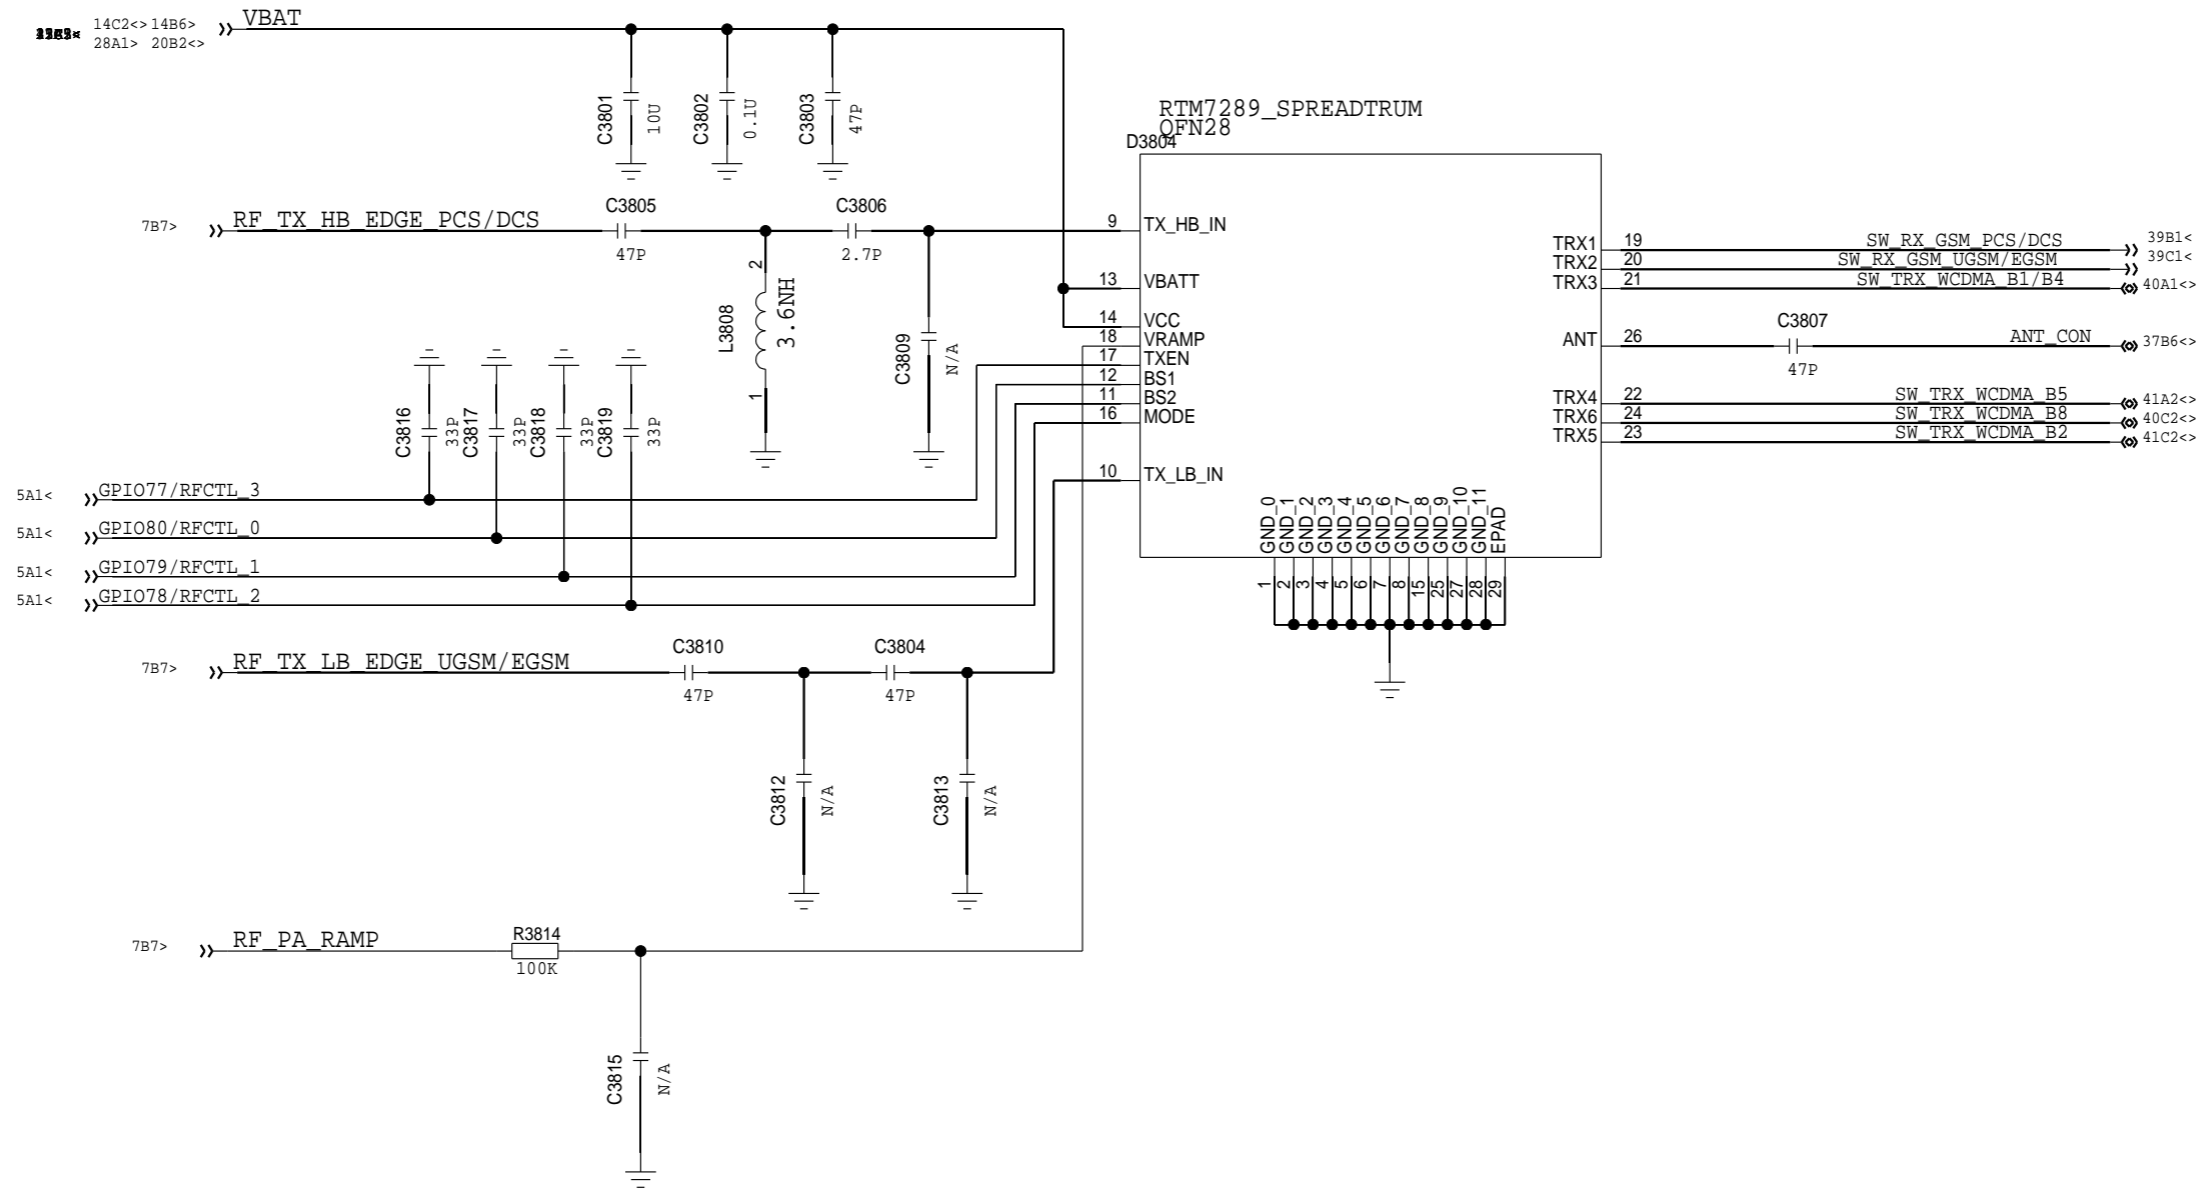 14C2<> 14B6>
28A1> 20B2<>
VBAT
C3801
10U
C3802
0.1U
C3803
47P
RTM7289_SPREADTRUM
QFN28
D3804
7B7>
RF_TX_HB_EDGE_PCS/DCS
C3805
47P
C3806
2.7P
9
TX_HB_IN
2
L3808
3.6NH
1
C3809
N/A
13
VBATT
14
VCC
18
VRAMP
17
TXEN
12
BS1
11
BS2
16
MODE
10
TX_LB_IN
TRX1
19
SW_RX_GSM_PCS/DCS
39B1<
TRX2
20
SW_RX_GSM_UGSM/EGSM
39C1<
TRX3
21
SW_TRX_WCDMA_B1/B4
40A1<>
ANT
26
C3807
47P
ANT_CON
37B6<>
TRX4
22
SW_TRX_WCDMA_B5
41A2<>
TRX6
24
SW_TRX_WCDMA_B8
40C2<>
TRX5
23
SW_TRX_WCDMA_B2
41C2<>
C3816
33P
C3817
33P
C3818
33P
C3819
33P
5A1<
GPIO77/RFCTL_3
5A1<
GPIO80/RFCTL_0
5A1<
GPIO79/RFCTL_1
5A1<
GPIO78/RFCTL_2
GND_0
GND_1
GND_2
GND_3
GND_4
GND_5
GND_6
GND_7
GND_8
GND_9
GND_10
GND_11
EPAD
1
2
3
4
5
6
7
8
15
25
27
28
29
7B7>
RF_TX_LB_EDGE_UGSM/EGSM
C3810
47P
C3804
47P
C3812
N/A
C3813
N/A
7B7>
RF_PA_RAMP
R3814
100K
C3815
N/A